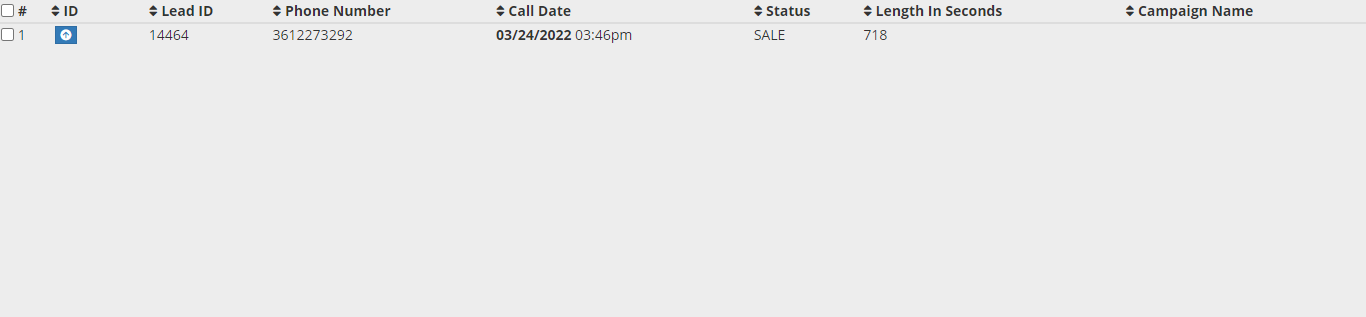 # ID Lead ID Phone Number Call Date Status Length In Seconds Campaign Name
1 14464 3612273292 03/24/2022 03:46pm SALE 718